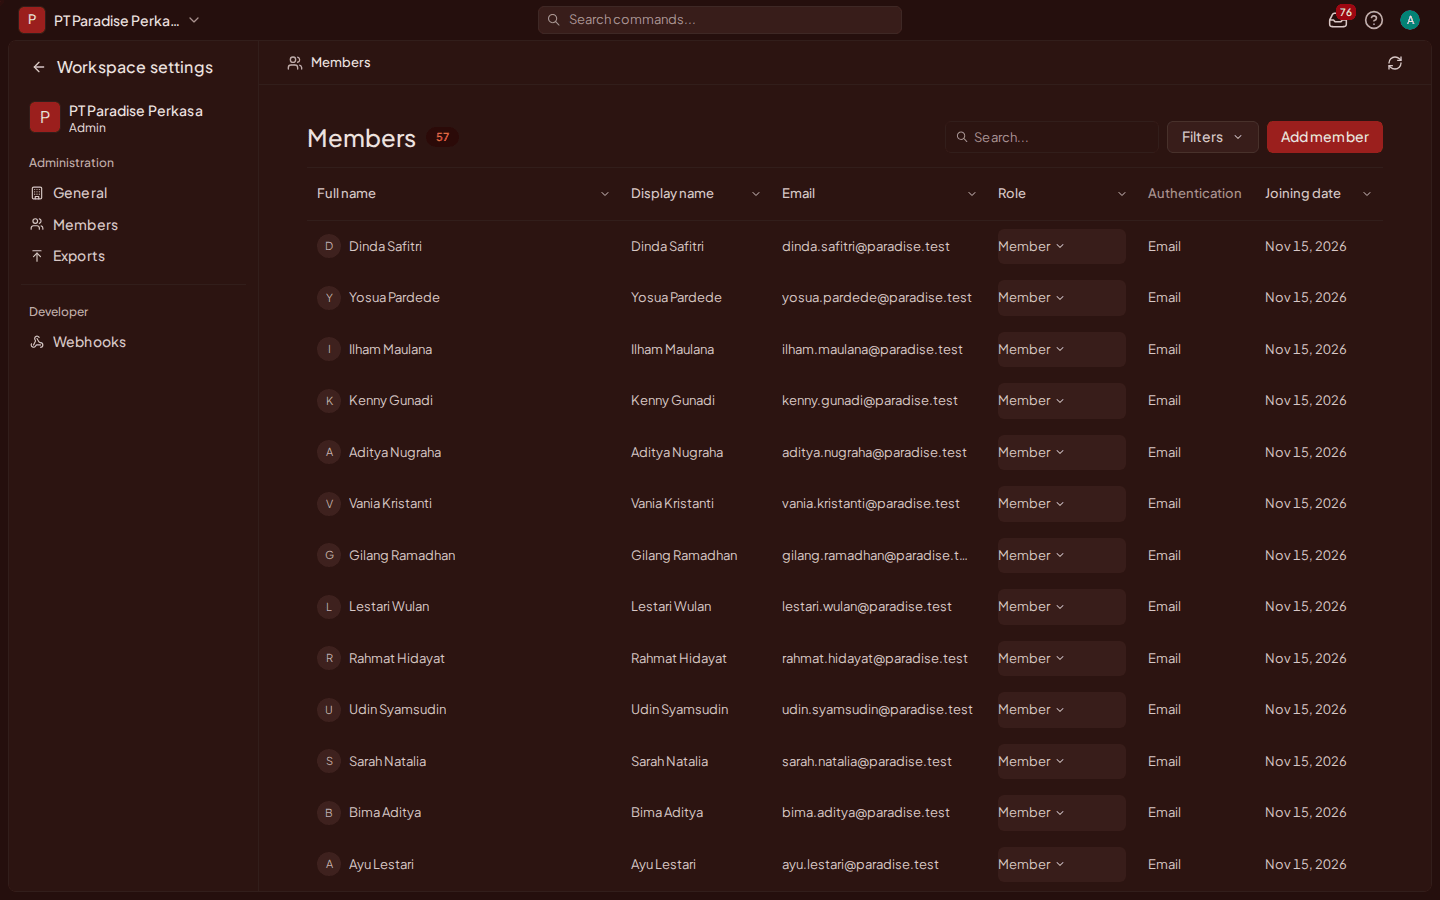 P PT Paradise Perka... Search commands... 76 A
Workspace settings
Members
P PT Paradise Perkasa
Admin
Administration
General
Members
Exports
Developer
Webhooks
Members 57 Search... Filters Add member
Full name Display name Email Role Authentication Joining date
D Dinda Safitri Dinda Safitri dinda.safitri@paradise.test Member Email Nov 15, 2026
Y Yosua Pardede Yosua Pardede yosua.pardede@paradise.test Member Email Nov 15, 2026
I Ilham Maulana Ilham Maulana ilham.maulana@paradise.test Member Email Nov 15, 2026
K Kenny Gunadi Kenny Gunadi kenny.gunadi@paradise.test Member Email Nov 15, 2026
A Aditya Nugraha Aditya Nugraha aditya.nugraha@paradise.test Member Email Nov 15, 2026
V Vania Kristanti Vania Kristanti vania.kristanti@paradise.test Member Email Nov 15, 2026
G Gilang Ramadhan Gilang Ramadhan gilang.ramadhan@paradise.t... Member Email Nov 15, 2026
L Lestari Wulan Lestari Wulan lestari.wulan@paradise.test Member Email Nov 15, 2026
R Rahmat Hidayat Rahmat Hidayat rahmat.hidayat@paradise.test Member Email Nov 15, 2026
U Udin Syamsudin Udin Syamsudin udin.syamsudin@paradise.test Member Email Nov 15, 2026
S Sarah Natalia Sarah Natalia sarah.natalia@paradise.test Member Email Nov 15, 2026
B Bima Aditya Bima Aditya bima.aditya@paradise.test Member Email Nov 15, 2026
A Ayu Lestari Ayu Lestari ayu.lestari@paradise.test Member Email Nov 15, 2026